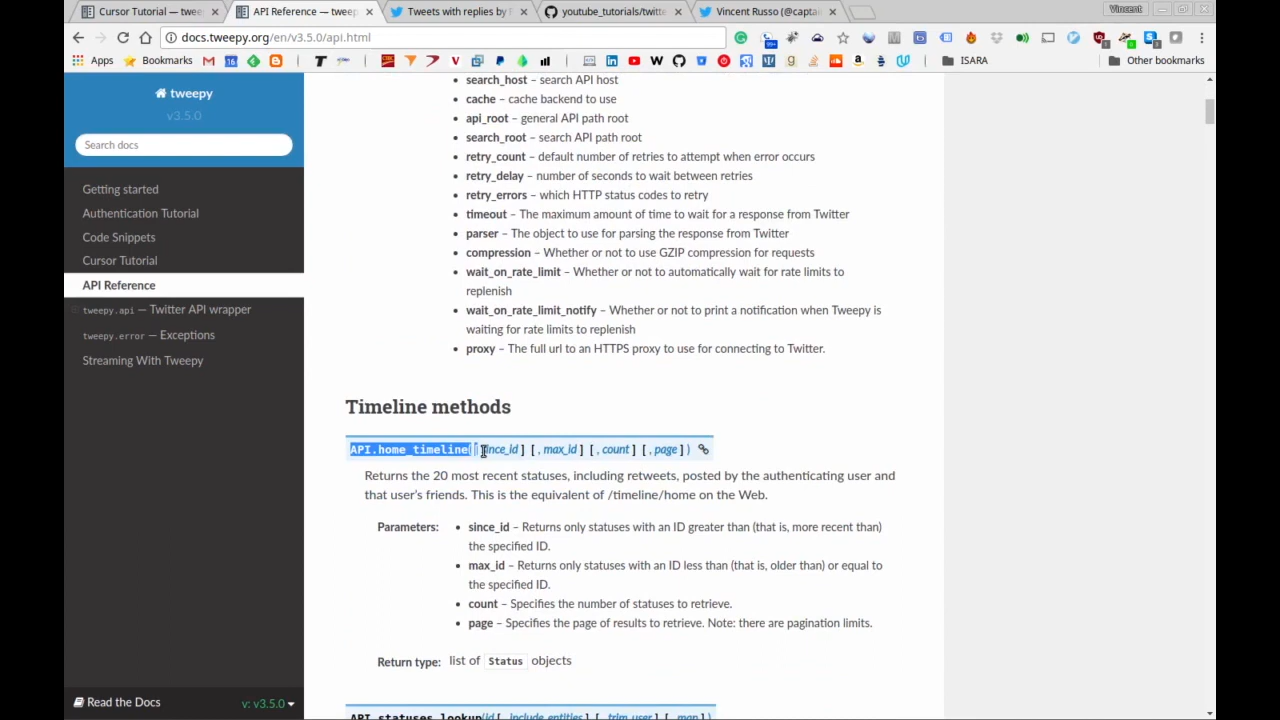 Cursor Tutorial — twee
API Reference — tweep
Tweets with replies by
youtube_tutorials/twitte
Vincent Russo (@capta
Vincent
docs.tweepy.org/en/v3.5.0/api.html
Apps
Bookmarks
ISARA
Other bookmarks
tweepy
v3.5.0
Search docs
Getting started
Authentication Tutorial
Code Snippets
Cursor Tutorial
API Reference
tweepy.api — Twitter API wrapper
tweepy.error — Exceptions
Streaming With Tweepy
Read the Docs
v: v3.5.0
search_host – search API host
cache – cache backend to use
api_root – general API path root
search_root – search API path root
retry_count – default number of retries to attempt when error occurs
retry_delay – number of seconds to wait between retries
retry_errors – which HTTP status codes to retry
timeout – The maximum amount of time to wait for a response from Twitter
parser – The object to use for parsing the response from Twitter
compression – Whether or not to use GZIP compression for requests
wait_on_rate_limit – Whether or not to automatically wait for rate limits to
replenish
wait_on_rate_limit_notify – Whether or not to print a notification when Tweepy is
waiting for rate limits to replenish
proxy – The full url to an HTTPS proxy to use for connecting to Twitter.
Timeline methods
API.home_timeline([since_id] [, max_id] [, count] [, page])
Returns the 20 most recent statuses, including retweets, posted by the authenticating user and
that user's friends. This is the equivalent of /timeline/home on the Web.
Parameters:
since_id – Returns only statuses with an ID greater than (that is, more recent than)
the specified ID.
max_id – Returns only statuses with an ID less than (that is, older than) or equal to
the specified ID.
count – Specifies the number of statuses to retrieve.
page – Specifies the page of results to retrieve. Note: there are pagination limits.
Return type: list of Status objects
API.statuses_lookup(id[, include_entities] [, trim_user] [, map])